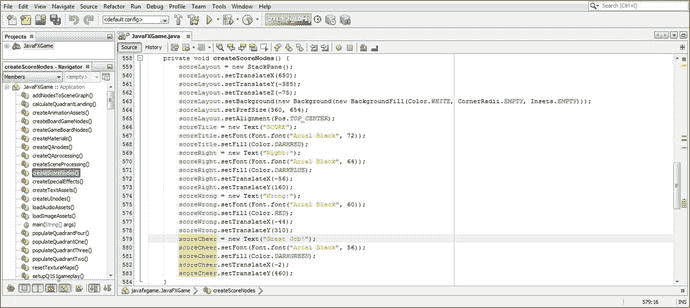 File Edit View Navigate Source Refactor Run Debug Profile Team Tools Window Help
Search (Ctrl+I)
<default config>
Projects
JavaFXGame.java
JavaFXGame
Source History
createScoreNodes() - Navigator
Members <empty>
JavaFXGame :: Application
addNodesToSceneGraph()
calculateQuadrantLanding()
createAnimationAssets()
createBoardGameNodes()
createGameBoardNodes()
createMaterials()
createQAnodes()
createQAprocessing()
createSceneProcessing()
createScoreNodes()
createSpecialEffects()
createTextAssets()
createUInodes()
loadAudioAssets()
loadImageAssets()
main(String[] args)
populateQuadrantFour()
populateQuadrantOne()
populateQuadrantThree()
populateQuadrantTwo()
resetTextureMaps()
setupQ1S1gameplay()
558 private void createScoreNodes() {
559 scoreLayout = new StackPane();
560 scoreLayout.setTranslateX(650);
561 scoreLayout.setTranslateY(-385);
562 scoreLayout.setTranslateZ(-75);
563 scoreLayout.setBackground(new Background(new BackgroundFill(Color.WHITE, CornerRadii.EMPTY, Insets.EMPTY)));
564 scoreLayout.setPrefSize(360, 654);
565 scoreLayout.setAlignment(Pos.TOP_CENTER);
566 scoreTitle = new Text("SCORE");
567 scoreTitle.setFont(Font.font("Arial Black", 72));
568 scoreTitle.setFill(Color.DARKRED);
569 scoreRight = new Text("Right:");
570 scoreRight.setFont(Font.font("Arial Black", 64));
571 scoreRight.setFill(Color.DARKBLUE);
572 scoreRight.setTranslateX(-56);
573 scoreRight.setTranslateY(160);
574 scoreWrong = new Text("Wrong:");
575 scoreWrong.setFont(Font.font("Arial Black", 60));
576 scoreWrong.setFill(Color.RED);
577 scoreWrong.setTranslateX(-44);
578 scoreWrong.setTranslateY(310);
579 scoreCheer = new Text("Great Job!");
580 scoreCheer.setFont(Font.font("Arial Black", 56));
581 scoreCheer.setFill(Color.DARKGREEN);
582 scoreCheer.setTranslateX(-2);
583 scoreCheer.setTranslateY(460);
584 }
javafxgame.JavaFXGame createScoreNodes()
579:16 INS